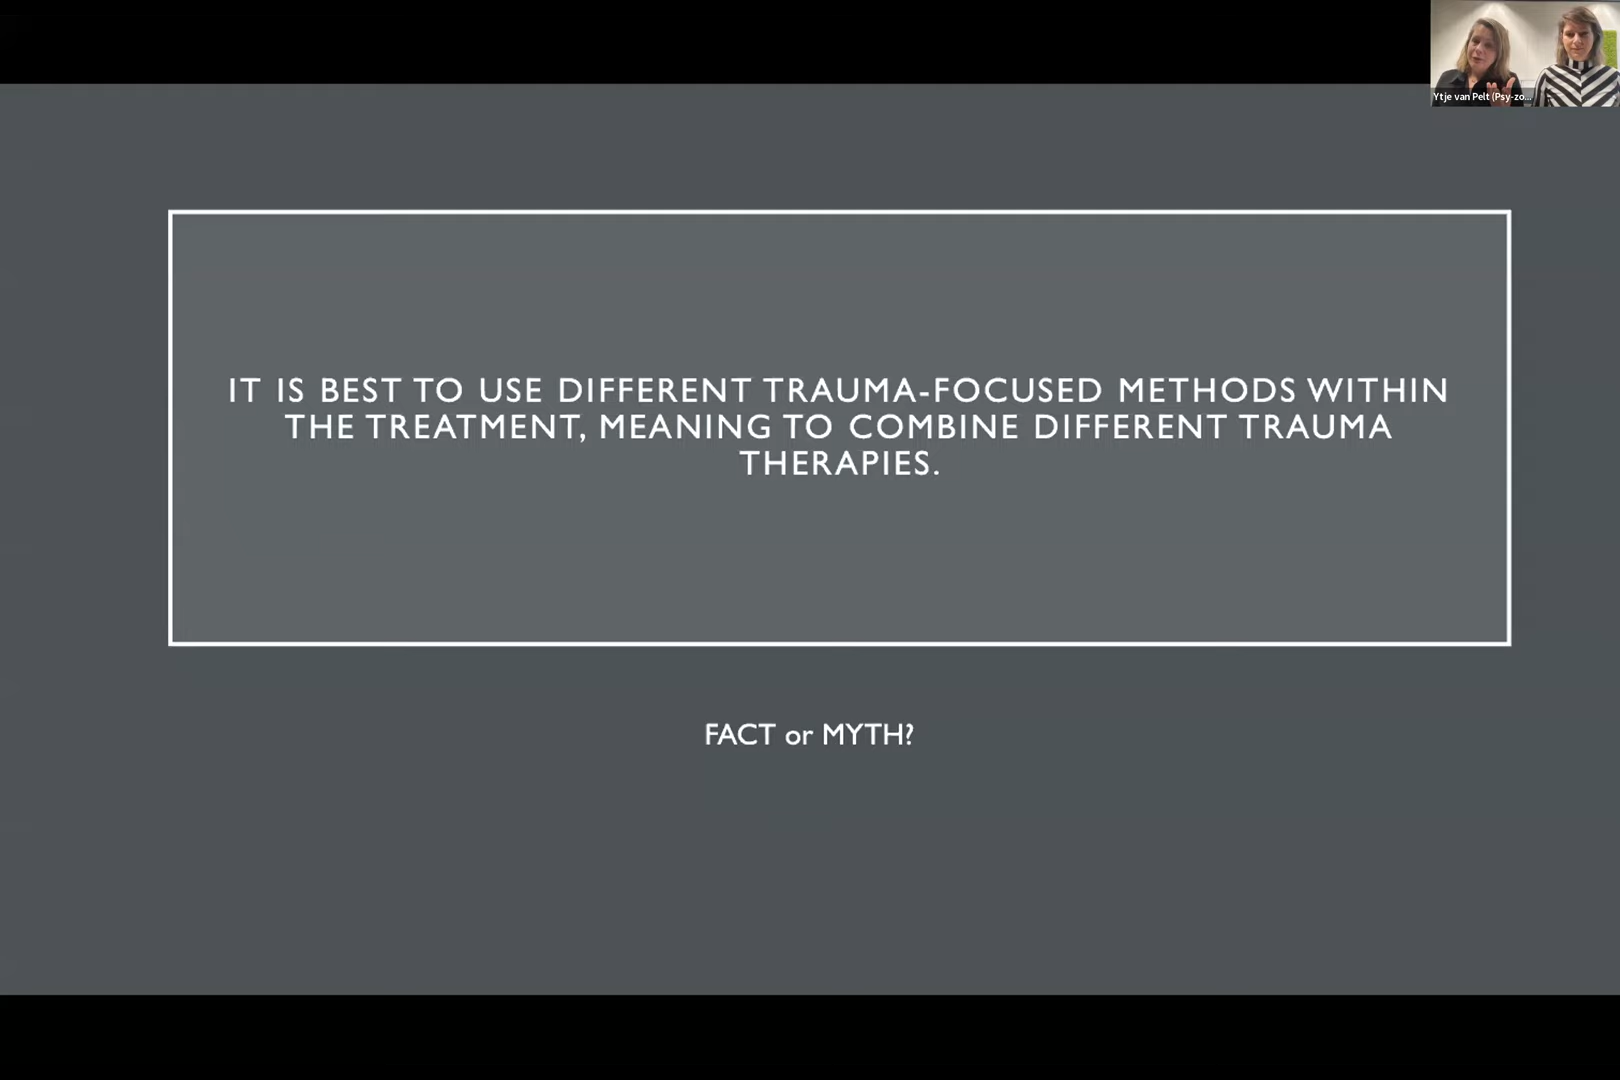 Ytje van Pelt (Psy-zo...
IT IS BEST TO USE DIFFERENT TRAUMA-FOCUSED METHODS WITHIN
THE TREATMENT, MEANING TO COMBINE DIFFERENT TRAUMA
THERAPIES.
FACT or MYTH?